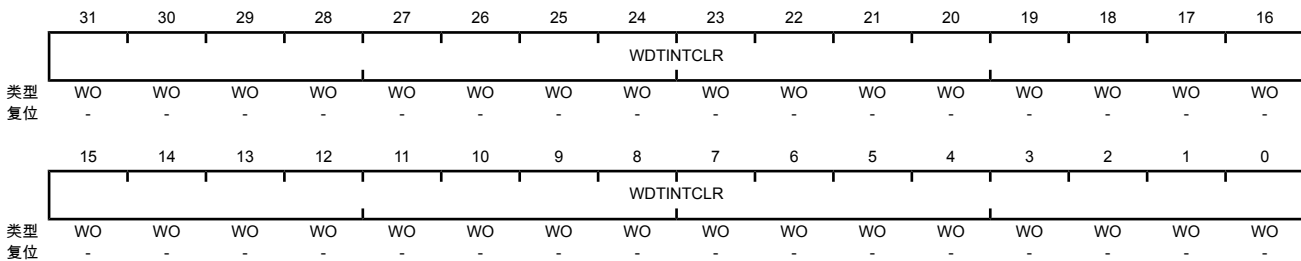 31 30 29 28 27 26 25 24 23 22 21 20 19 18 17 16
WDTINTCLR
类型 WO WO WO WO WO WO WO WO WO WO WO WO WO WO WO WO
复位 - - - - - - - - - - - - - - - -
15 14 13 12 11 10 9 8 7 6 5 4 3 2 1 0
WDTINTCLR
类型 WO WO WO WO WO WO WO WO WO WO WO WO WO WO WO WO
复位 - - - - - - - - - - - - - - - -